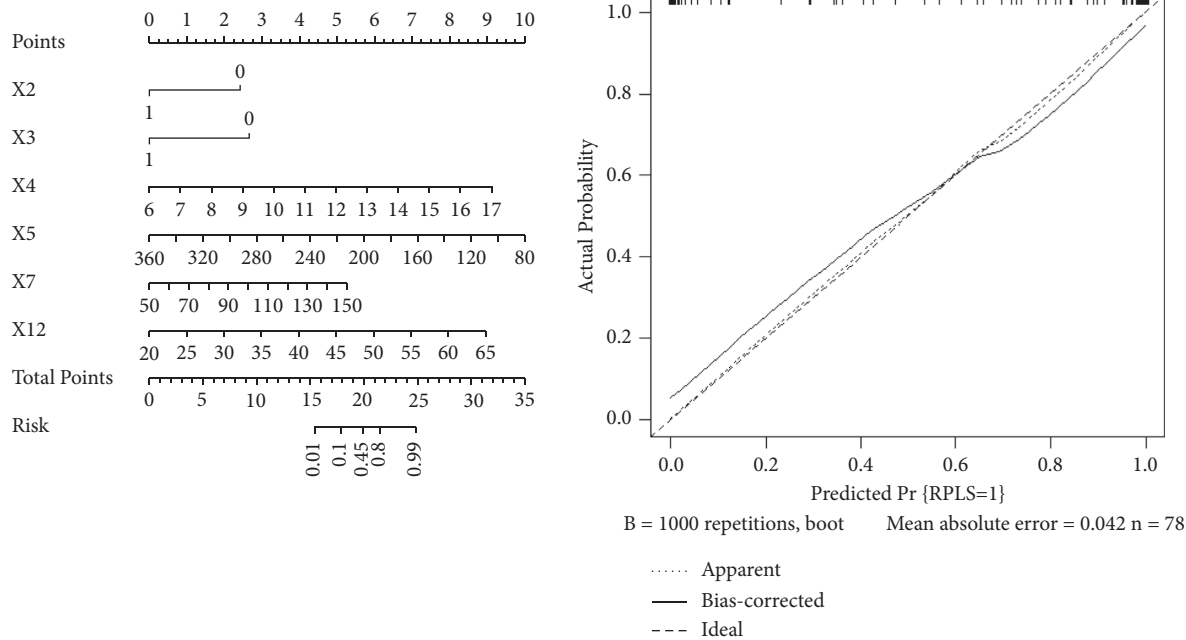 0 1 2 3 4 5 6 7 8 9 10
Points
0
X2
1
0
X3
1
X4
6 7 8 9 10 11 12 13 14 15 16 17
X5
360 320 280 240 200 160 120 80
X7
50 70 90 110 130 150
X12
20 25 30 35 40 45 50 55 60 65
Total Points
0 5 10 15 20 25 30 35
Risk
0.01 0.1 0.45 0.8 0.99
1.0
0.8
0.6
0.4
0.2
0.0
Actual Probability
0.0 0.2 0.4 0.6 0.8 1.0
Predicted Pr {RPLS=1}
B = 1000 repetitions, boot Mean absolute error = 0.042 n = 78
Apparent
Bias-corrected
Ideal